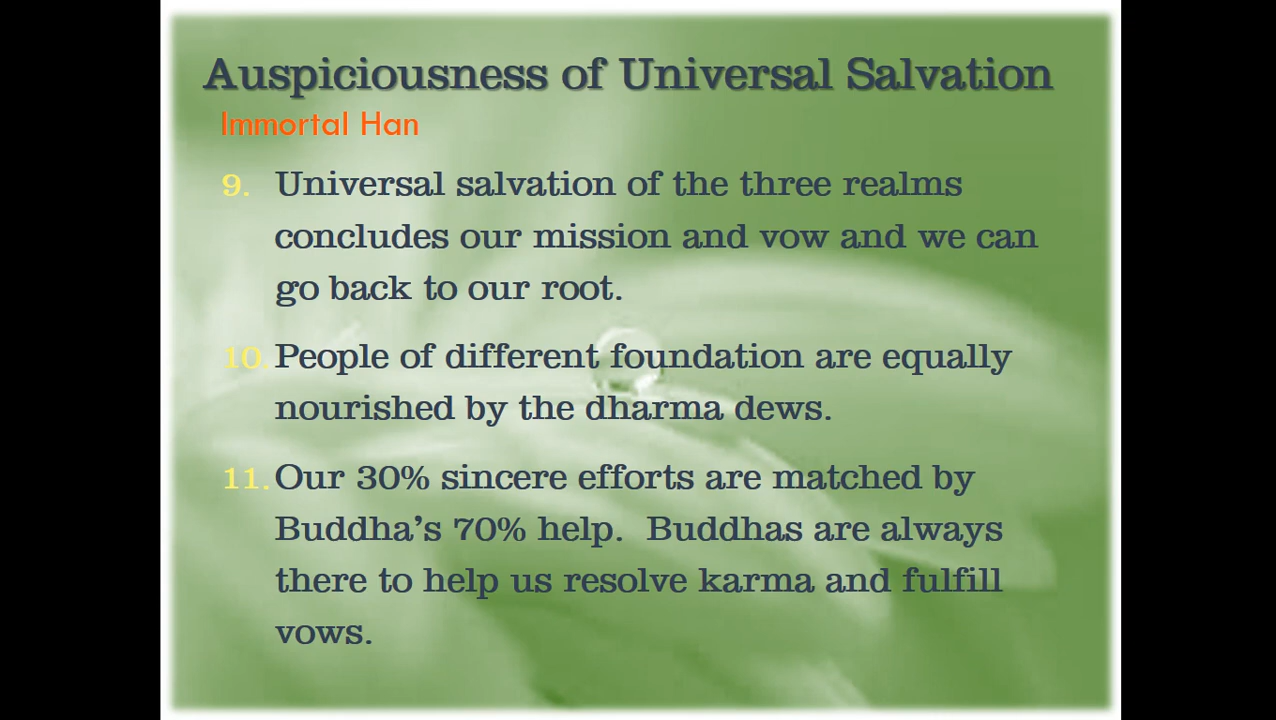 Auspiciousness of Universal Salvation
Immortal Han
9. Universal salvation of the three realms
concludes our mission and vow and we can
go back to our root.
10. People of different foundation are equally
nourished by the dharma dews.
11. Our 30% sincere efforts are matched by
Buddha's 70% help.  Buddhas are always
there to help us resolve karma and fulfill
vows.